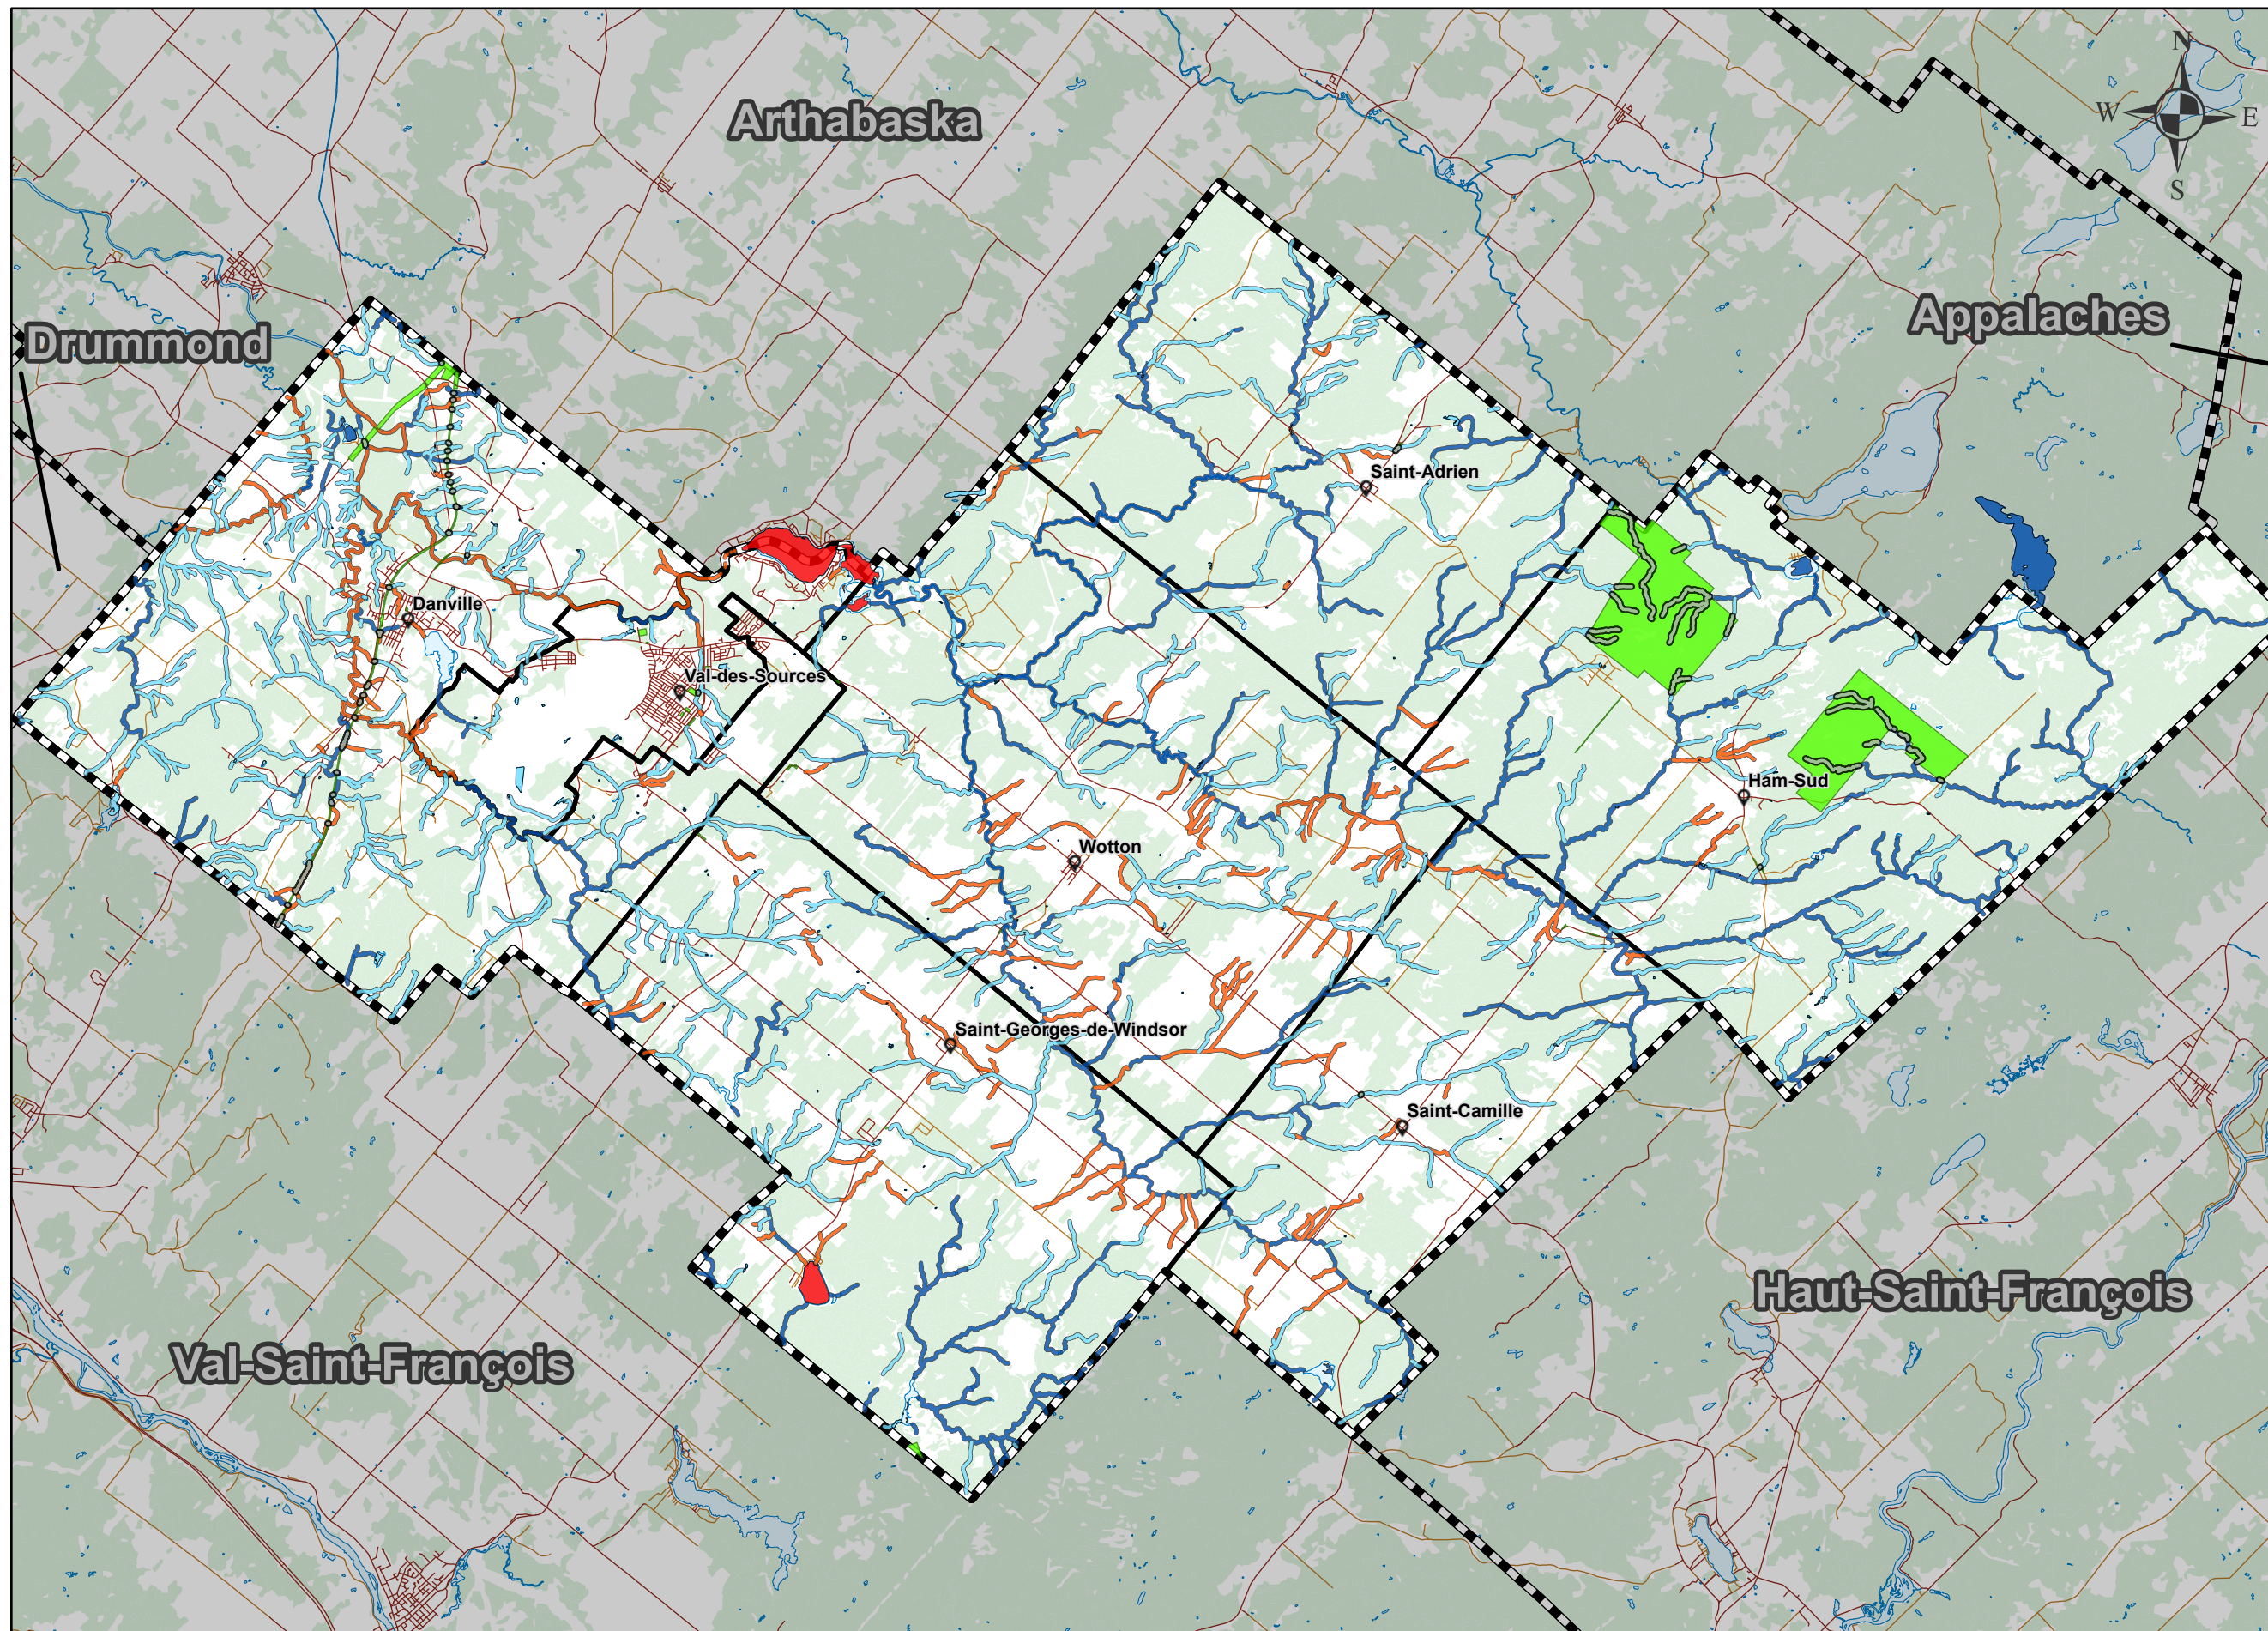 N
Arthabaska
W
E
S
Appalaches
Drummond
Saint-Adrien
Danville
Val-des-Sources
Ham-Sud
Wotton
Saint-Georges-de-Windsor
Saint-Camille
Haut-Saint-François
Val-Saint-François